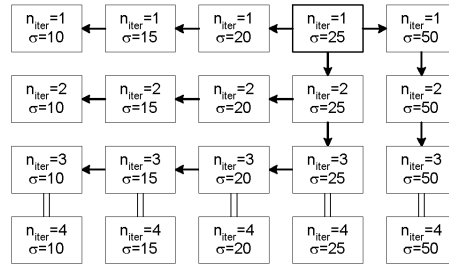 n_iter=1
σ=10
n_iter=1
σ=15
n_iter=1
σ=20
n_iter=1
σ=25
n_iter=1
σ=50
n_iter=2
σ=10
n_iter=2
σ=15
n_iter=2
σ=20
n_iter=2
σ=25
n_iter=2
σ=50
n_iter=3
σ=10
n_iter=3
σ=15
n_iter=3
σ=20
n_iter=3
σ=25
n_iter=3
σ=50
n_iter=4
σ=10
n_iter=4
σ=15
n_iter=4
σ=20
n_iter=4
σ=25
n_iter=4
σ=50